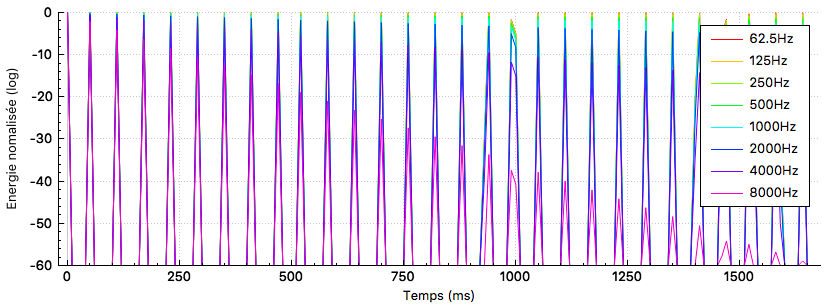 0
-10
-20
-30
-40
-50
-60
Energie nomalisée (log)
62.5Hz
125Hz
250Hz
500Hz
1000Hz
2000Hz
4000Hz
8000Hz
0 250 500 750 1000 1250 1500
Temps (ms)